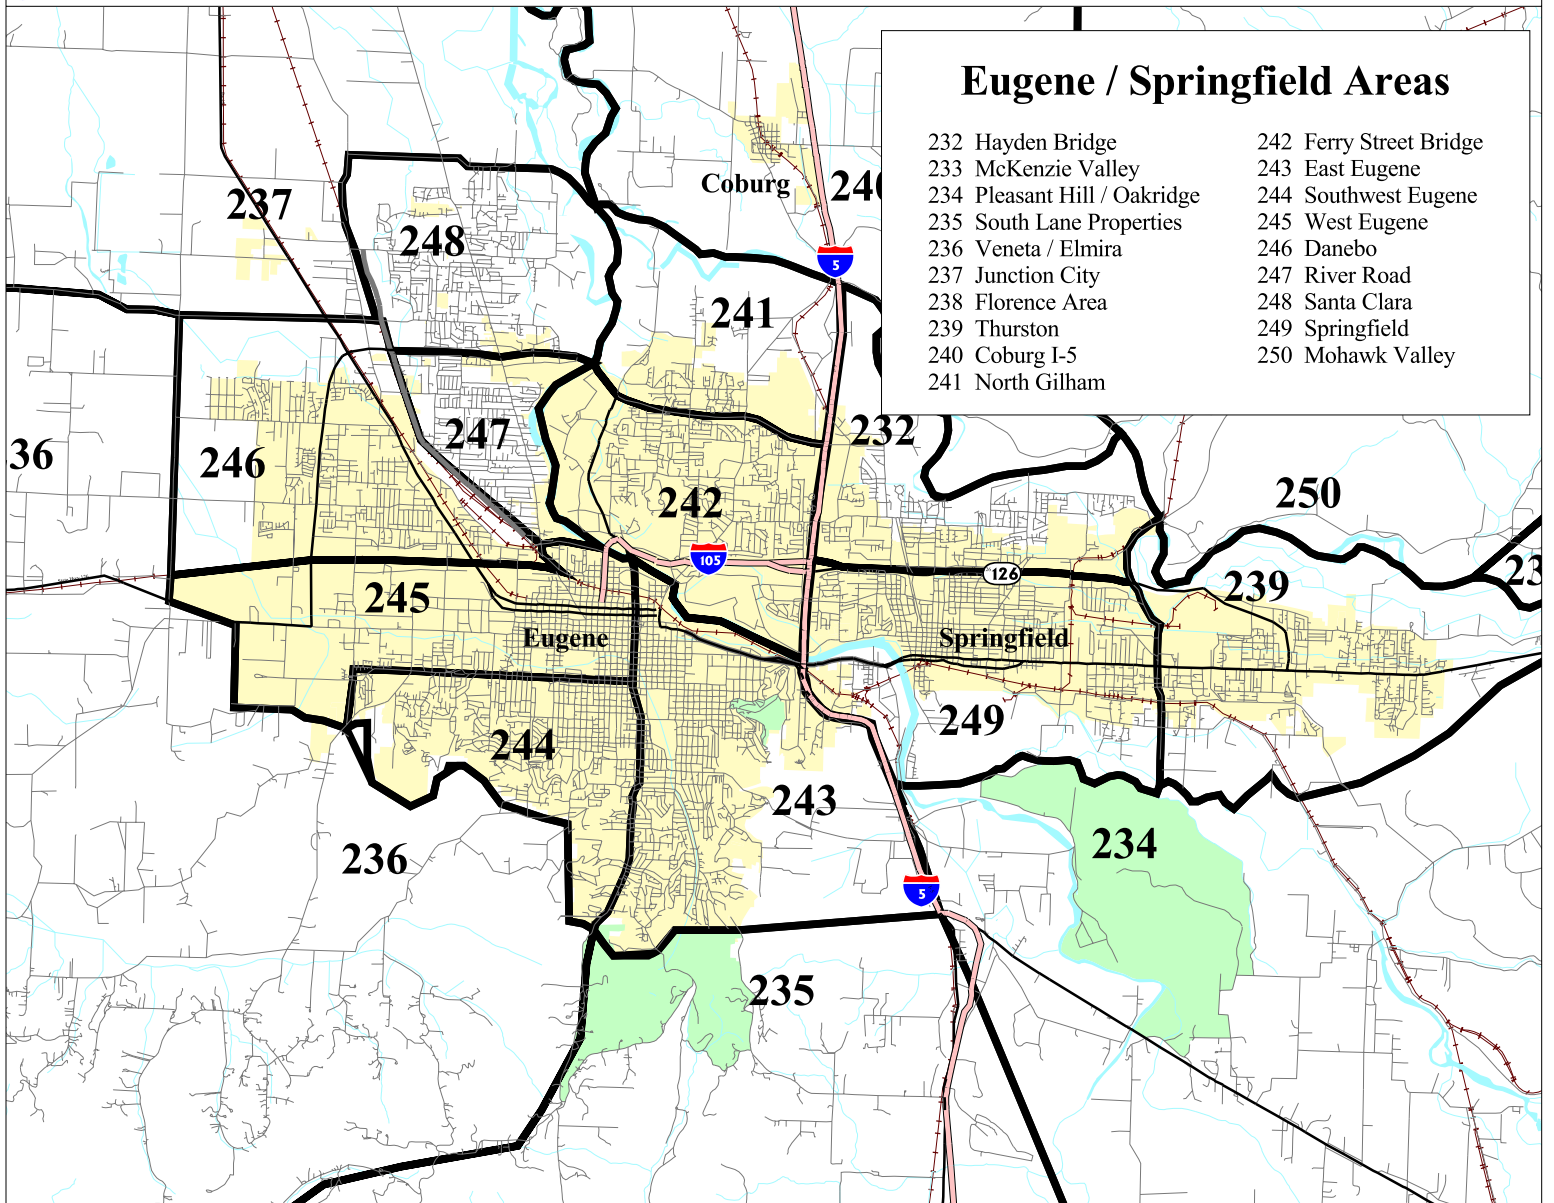 Eugene / Springfield Areas
232 Hayden Bridge
233 McKenzie Valley
234 Pleasant Hill / Oakridge
235 South Lane Properties
236 Veneta / Elmira
237 Junction City
238 Florence Area
239 Thurston
240 Coburg I-5
241 North Gilham
242 Ferry Street Bridge
243 East Eugene
244 Southwest Eugene
245 West Eugene
246 Danebo
247 River Road
248 Santa Clara
249 Springfield
250 Mohawk Valley
Coburg
240
237
248
5
241
232
36
246
247
242
250
105
126
239
23
245
Eugene
Springfield
249
244
243
236
234
5
235